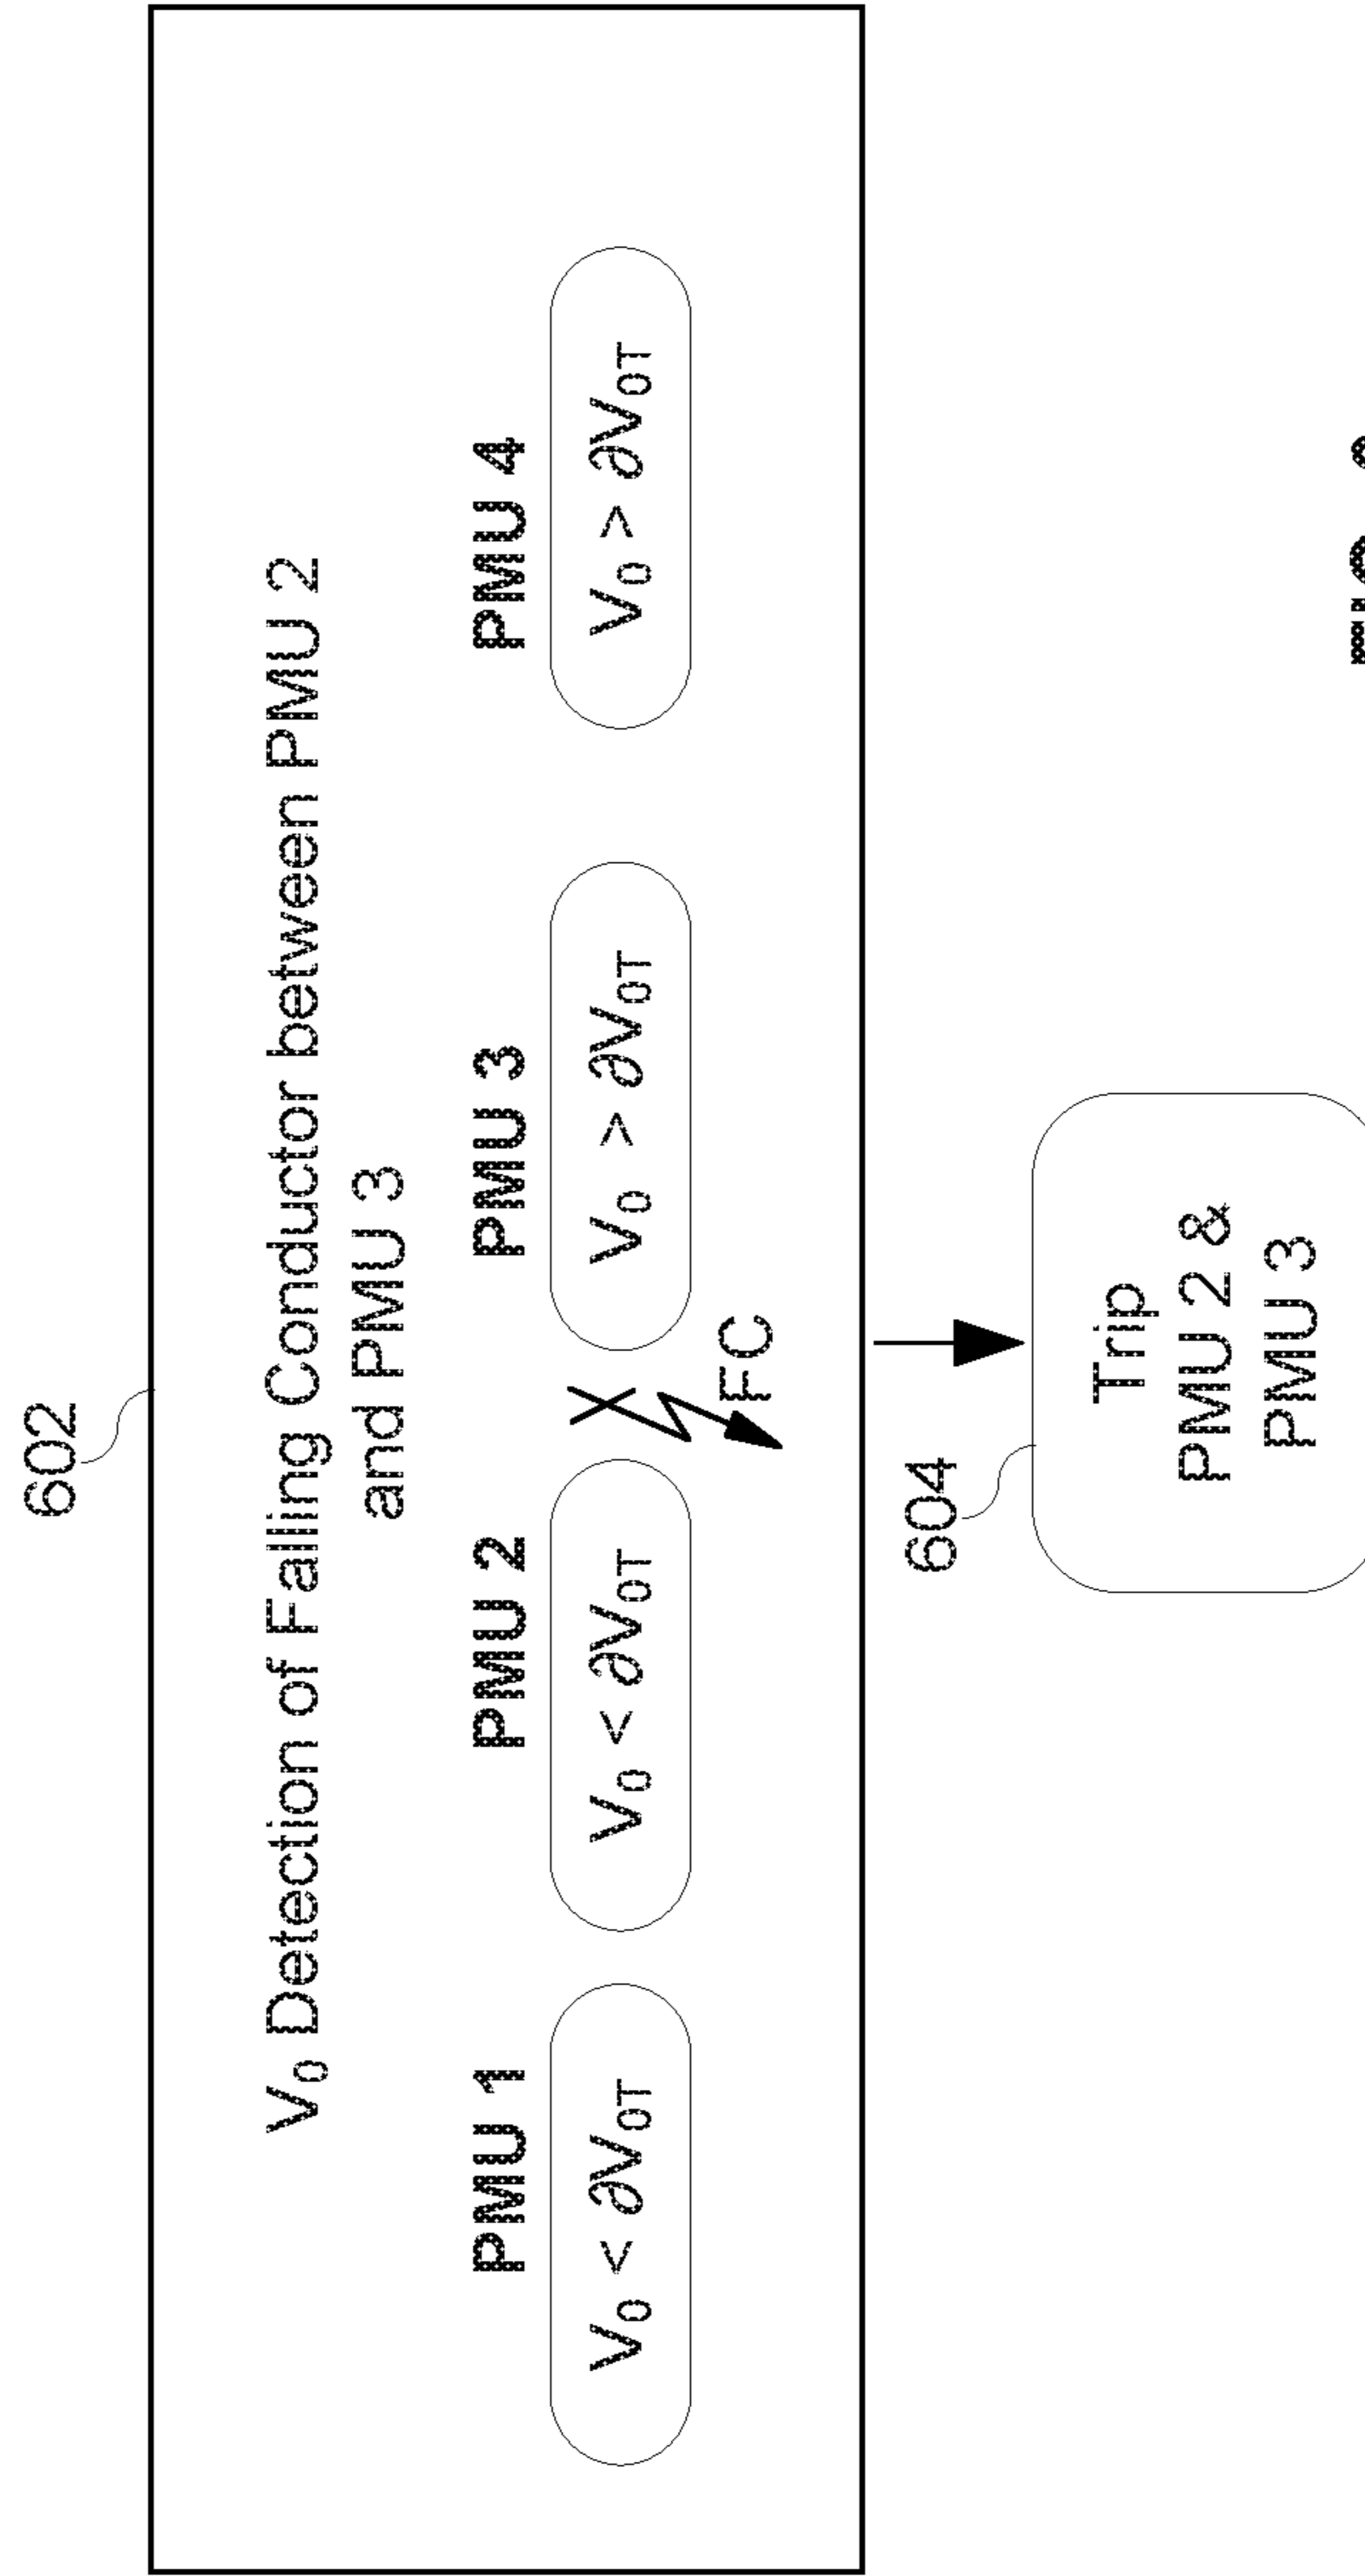 602
V₀ Detection of Falling Conductor between PMU 2
and PMU 3
PMU 1
PMU 2
PMU 3
PMU 4
V₀ < ∂V₀T
V₀ < ∂V₀T
X
V₀ > ∂V₀T
V₀ > ∂V₀T
FC
604
Trip
PMU 2 &
PMU 3